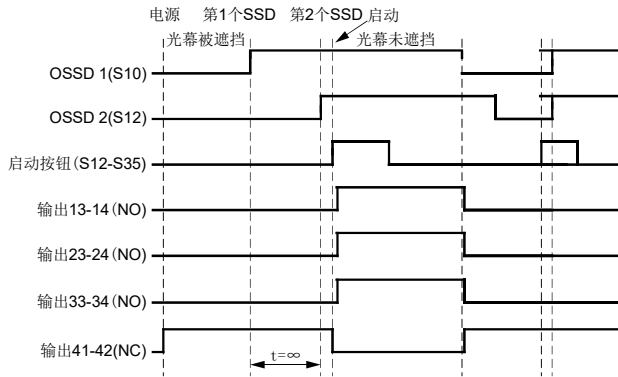 电源 第1个SSD 第2个SSD 启动
光幕被遮挡 光幕未遮挡
OSSD 1(S10)
OSSD 2(S12)
启动按钮(S12-S35)
输出13-14(NO)
输出23-24(NO)
输出33-34(NO)
输出41-42(NC)
t=∞